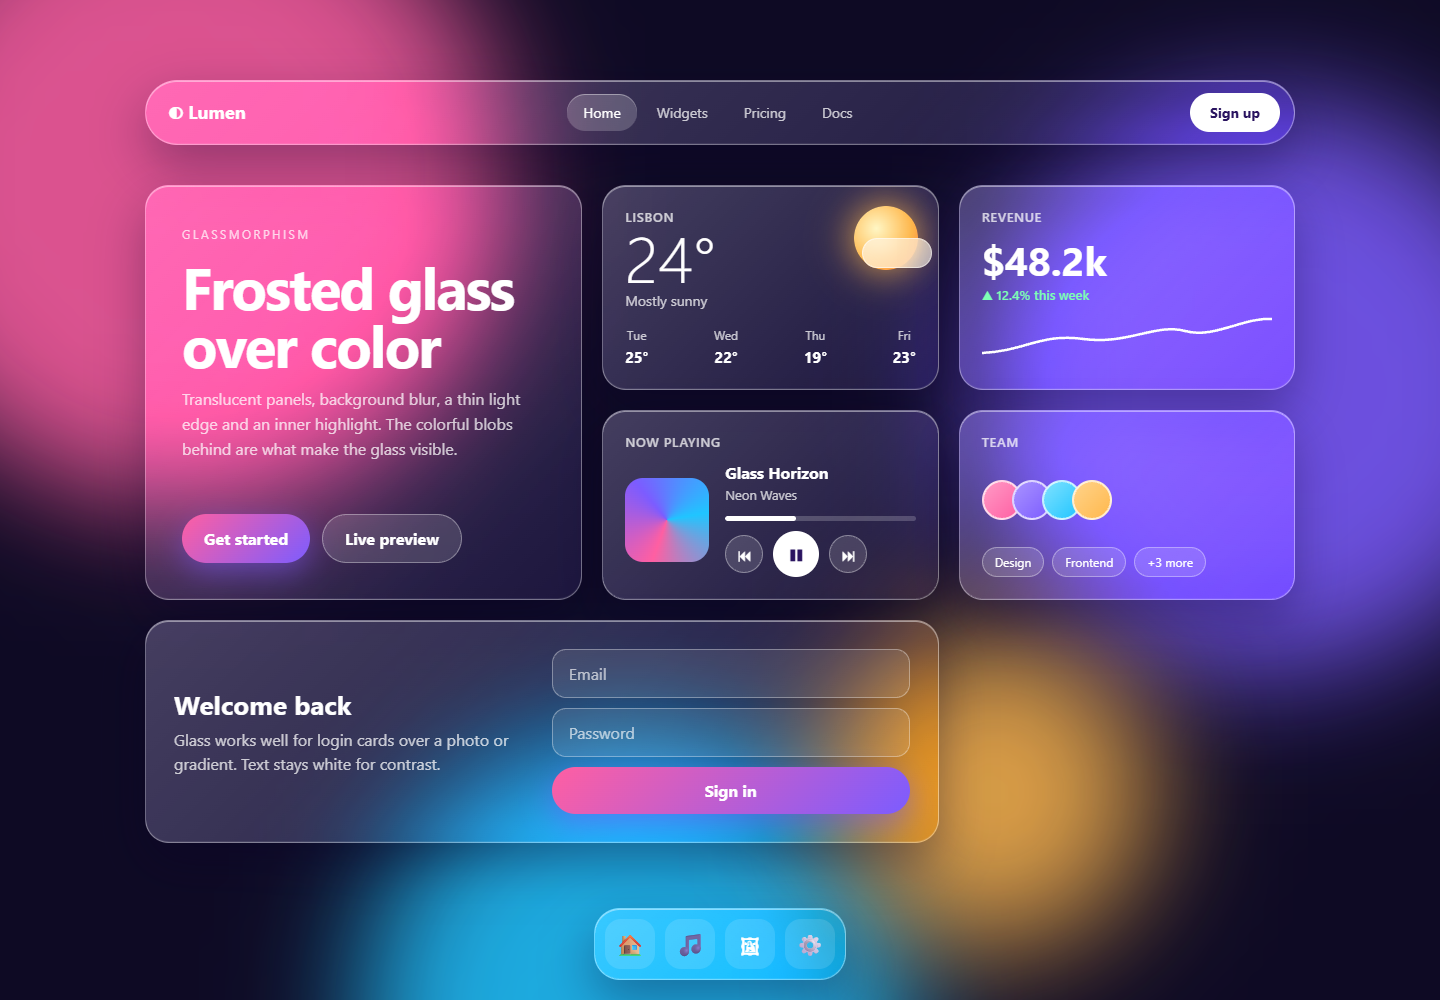 Lumen
Home
Widgets
Pricing
Docs
Sign up
GLASSMORPHISM
Frosted glass
over color
Translucent panels, background blur, a thin light
edge and an inner highlight. The colorful blobs
behind are what make the glass visible.
Get started
Live preview
LISBON
24°
Mostly sunny
Tue Wed Thu Fri
25° 22° 19° 23°
REVENUE
$48.2k
▲ 12.4% this week
NOW PLAYING
Glass Horizon
Neon Waves
TEAM
Design
Frontend
+3 more
Welcome back
Glass works well for login cards over a photo or
gradient. Text stays white for contrast.
Email
Password
Sign in